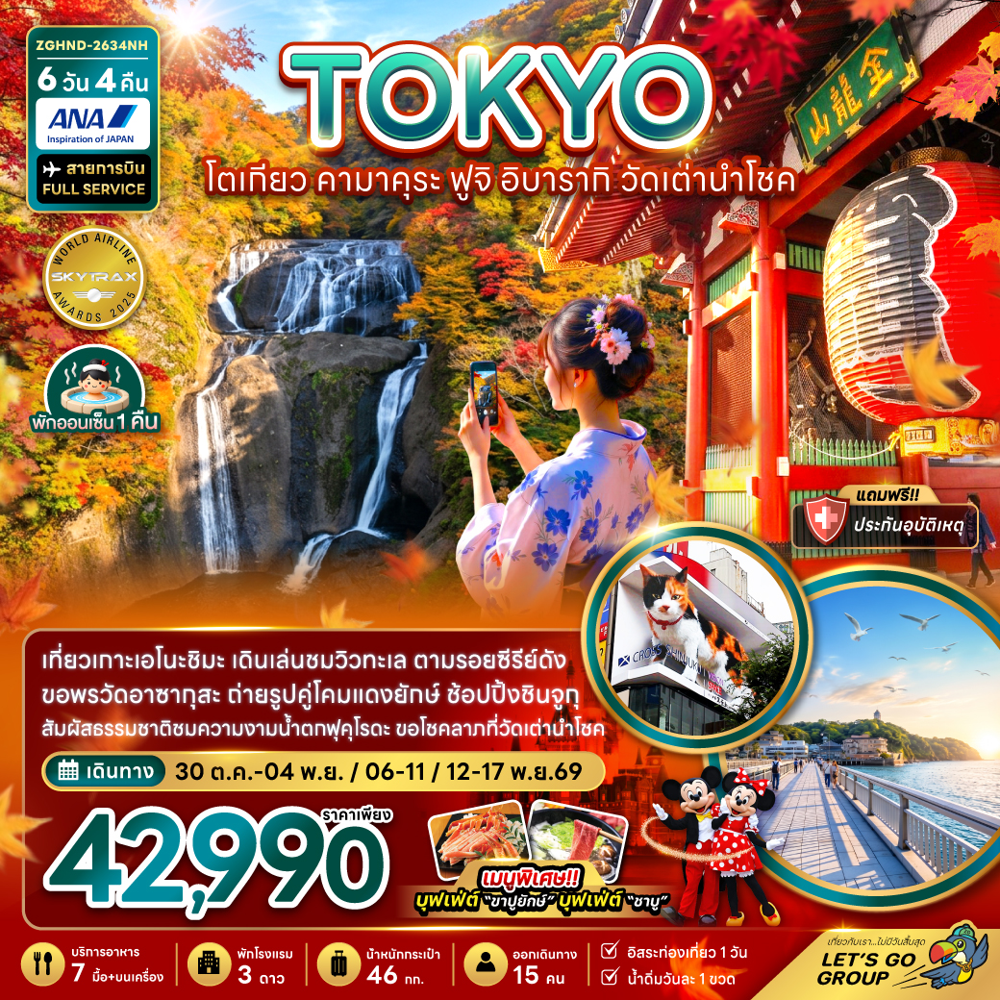 ZGHND-2634NH
6 วัน 4 คืน
ANA
Inspiration of JAPAN
สายการบิน
FULL SERVICE
TOKYO
โตเกียว คามาคุระ ฟูจิ อิบารากิ วัดเต่านำโชค
金龍山
WORLD AIRLINE
SKYTRAX
AWARDS 2025
พักออนเซ็น 1 คืน
แถมฟรี!!
ประกันอุบัติเหตุ
เที่ยวเกาะเอโนะชิมะ เดินเล่นชมวิวทะเล ตามรอยซีรีย์ดัง
ขอพรวัดอาซากุสะ ถ่ายรูปคู่โคมแดงยักษ์ ช้อปปิ้งชินจูกุ
สัมผัสธรรมชาติชมความงามน้ำตกฟุคุโรดะ ขอโชคลาภที่วัดเต่านำโชค
เดินทาง 30 ต.ค.-04 พ.ย. / 06-11 / 12-17 พ.ย.69
ราคาเพียง
42,990
เมนูพิเศษ!!
บุฟเฟ่ต์ "ขาปูยักษ์" บุฟเฟ่ต์ "ชาบู"
บริการอาหาร
7 มื้อ+บนเครื่อง
พักโรงแรม
3 ดาว
น้ำหนักกระเป๋า
46 กก.
ออกเดินทาง
15 คน
อิสระท่องเที่ยว 1 วัน
น้ำดื่มวันละ 1 ขวด
เที่ยวกับเรา...ไม่มีวันสิ้นสุด
LET'S GO
GROUP